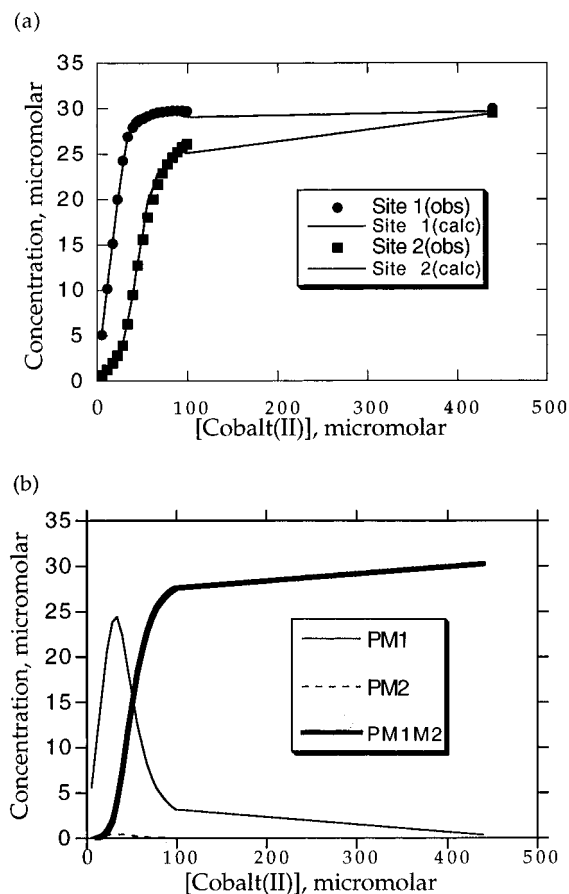 (a)
35
30
25
20
15
10
5
0
Concentration, micromolar
Site 1(obs)
Site 1(calc)
Site 2(obs)
Site 2(calc)
0 100 200 300 400 500
[Cobalt(II)], micromolar
(b)
35
30
25
20
15
10
5
0
Concentration, micromolar
PM1
PM2
PM1M2
0 100 200 300 400 500
[Cobalt(II)], micromolar